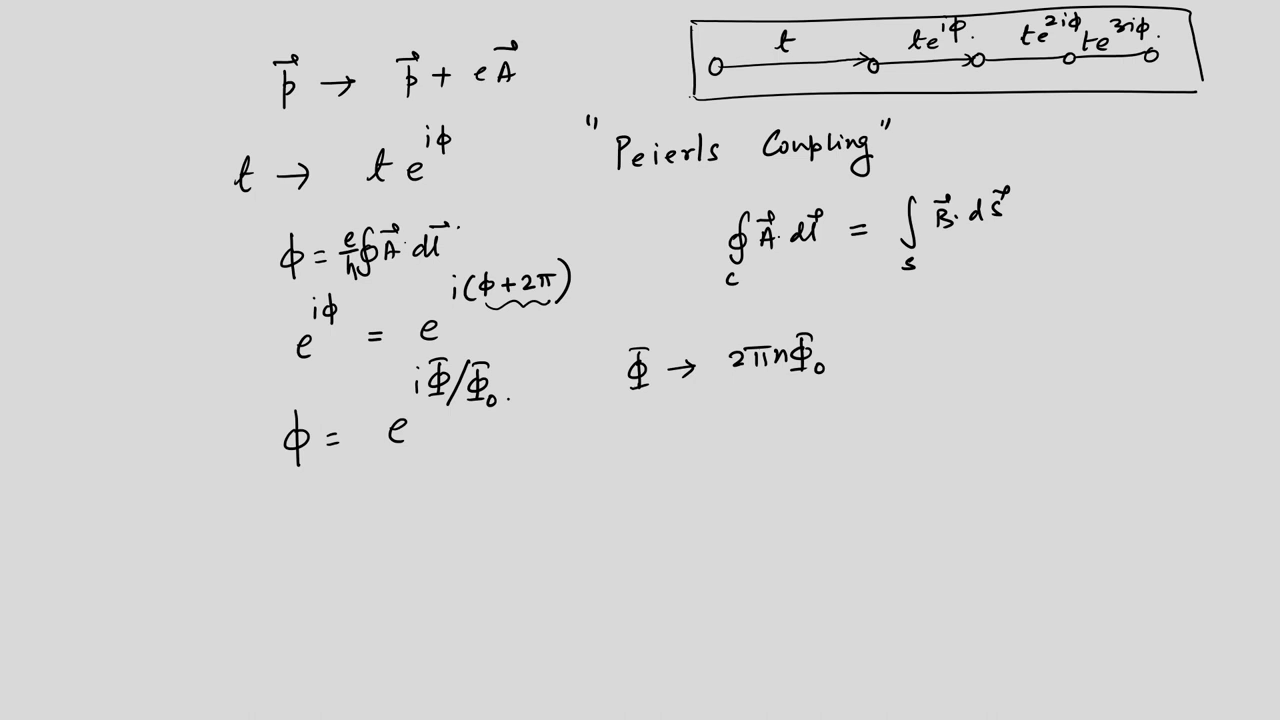 t te^{iφ}. te^{2iφ} te^{3iφ}.
p⃗ → p⃗ + eA⃗
t → t e^{iφ} "Peierls Coupling"
φ = e/ħ ∮ A⃗. dl⃗ ∮_c A⃗. dl⃗ = ∫_s B⃗. dS⃗
e^{iφ} = e^{i(φ+2π)}
Φ → 2πnΦ₀
φ = e^{iΦ/Φ₀}.